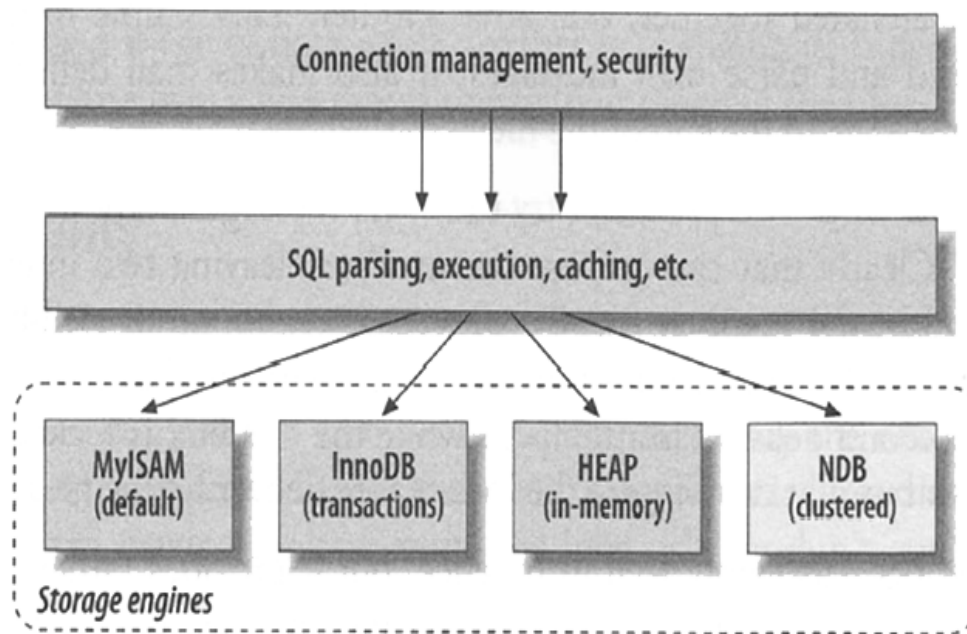 Connection management, security
SQL parsing, execution, caching, etc.
MyISAM
(default)
InnoDB
(transactions)
HEAP
(in-memory)
NDB
(clustered)
Storage engines